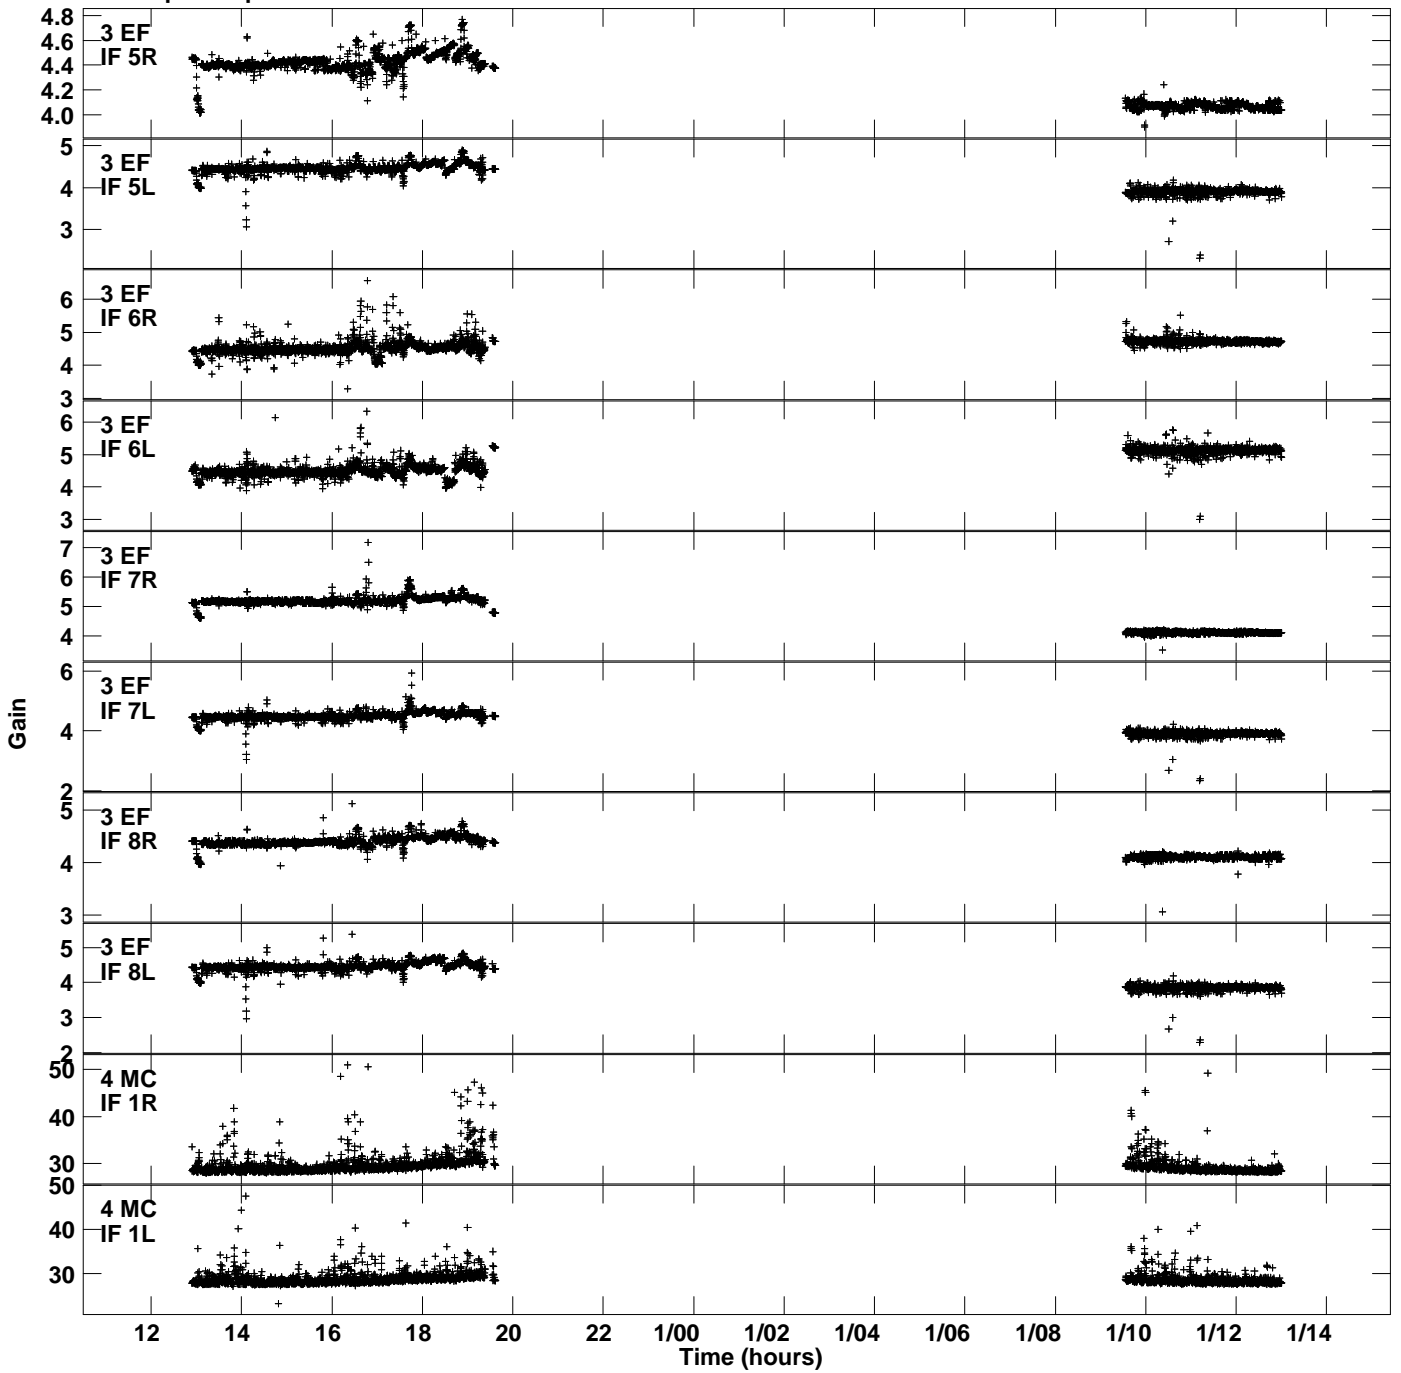 4.8
4.6
4.4
4.2
4.0
3 EF
IF 5R
5
4
3
3 EF
IF 5L
6
5
4
3
3 EF
IF 6R
6
5
4
3
3 EF
IF 6L
7
6
5
4
3 EF
IF 7R
6
4
2
3 EF
IF 7L
5
4
3
3 EF
IF 8R
5
4
3
2
3 EF
IF 8L
50
40
30
4 MC
IF 1R
50
40
30
4 MC
IF 1L
Gain
12 14 16 18 20 22 1/00 1/02 1/04 1/06 1/08 1/10 1/12 1/14
Time (hours)